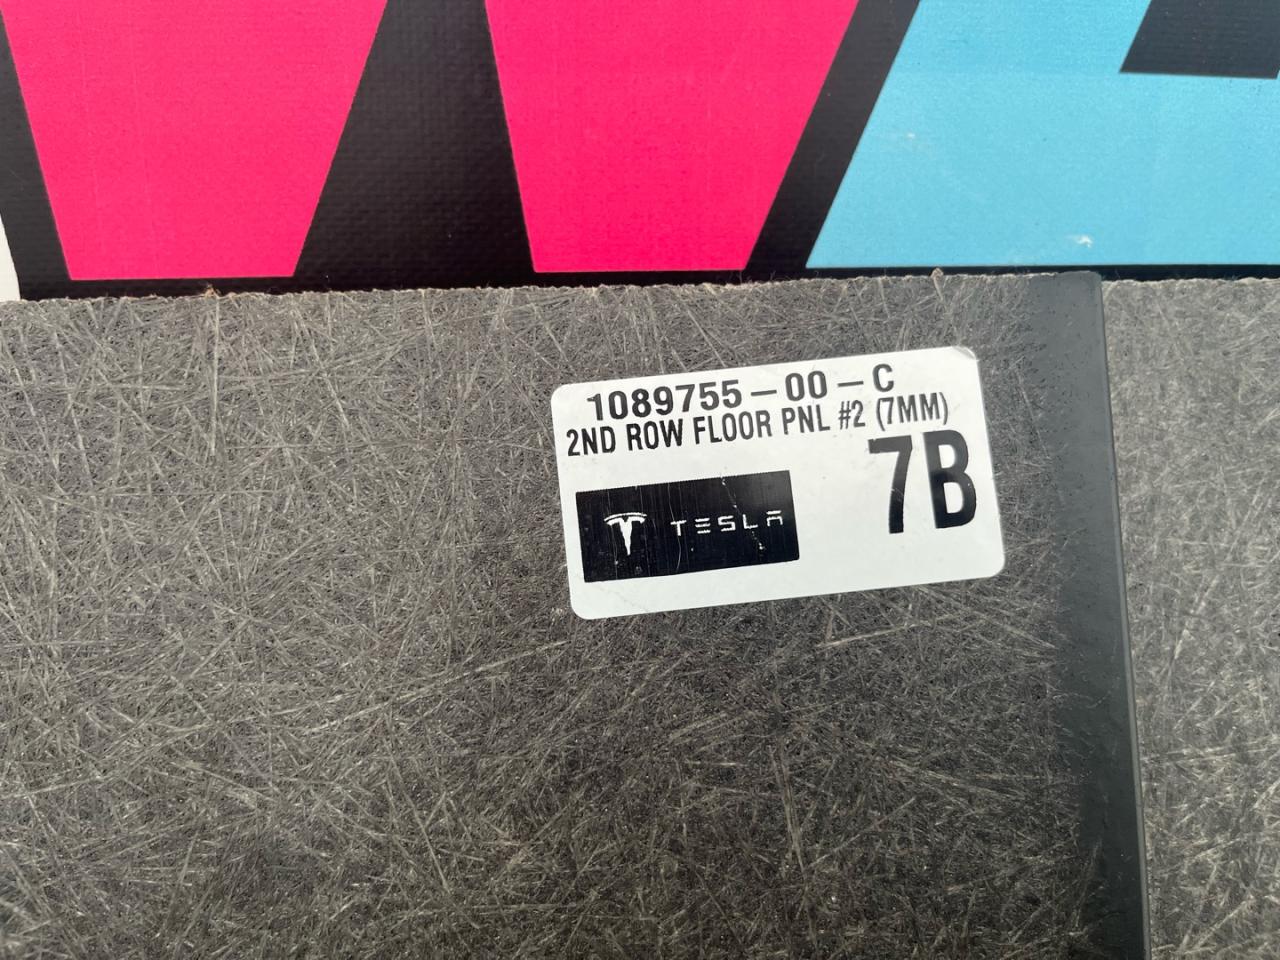 1089755-00-C
2ND ROW FLOOR PNL #2 (7MM)
7B
TESLA